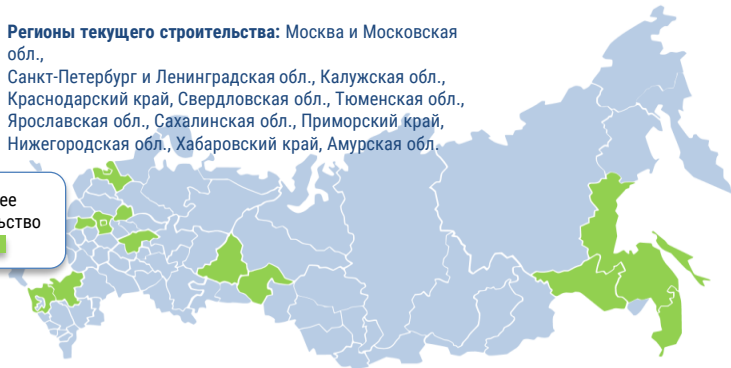 Регионы текущего строительства: Москва и Московская
обл.,
Санкт-Петербург и Ленинградская обл., Калужская обл.,
Краснодарский край, Свердловская обл., Тюменская обл.,
Ярославская обл., Сахалинская обл., Приморский край,
Нижегородская обл., Хабаровский край, Амурская обл.